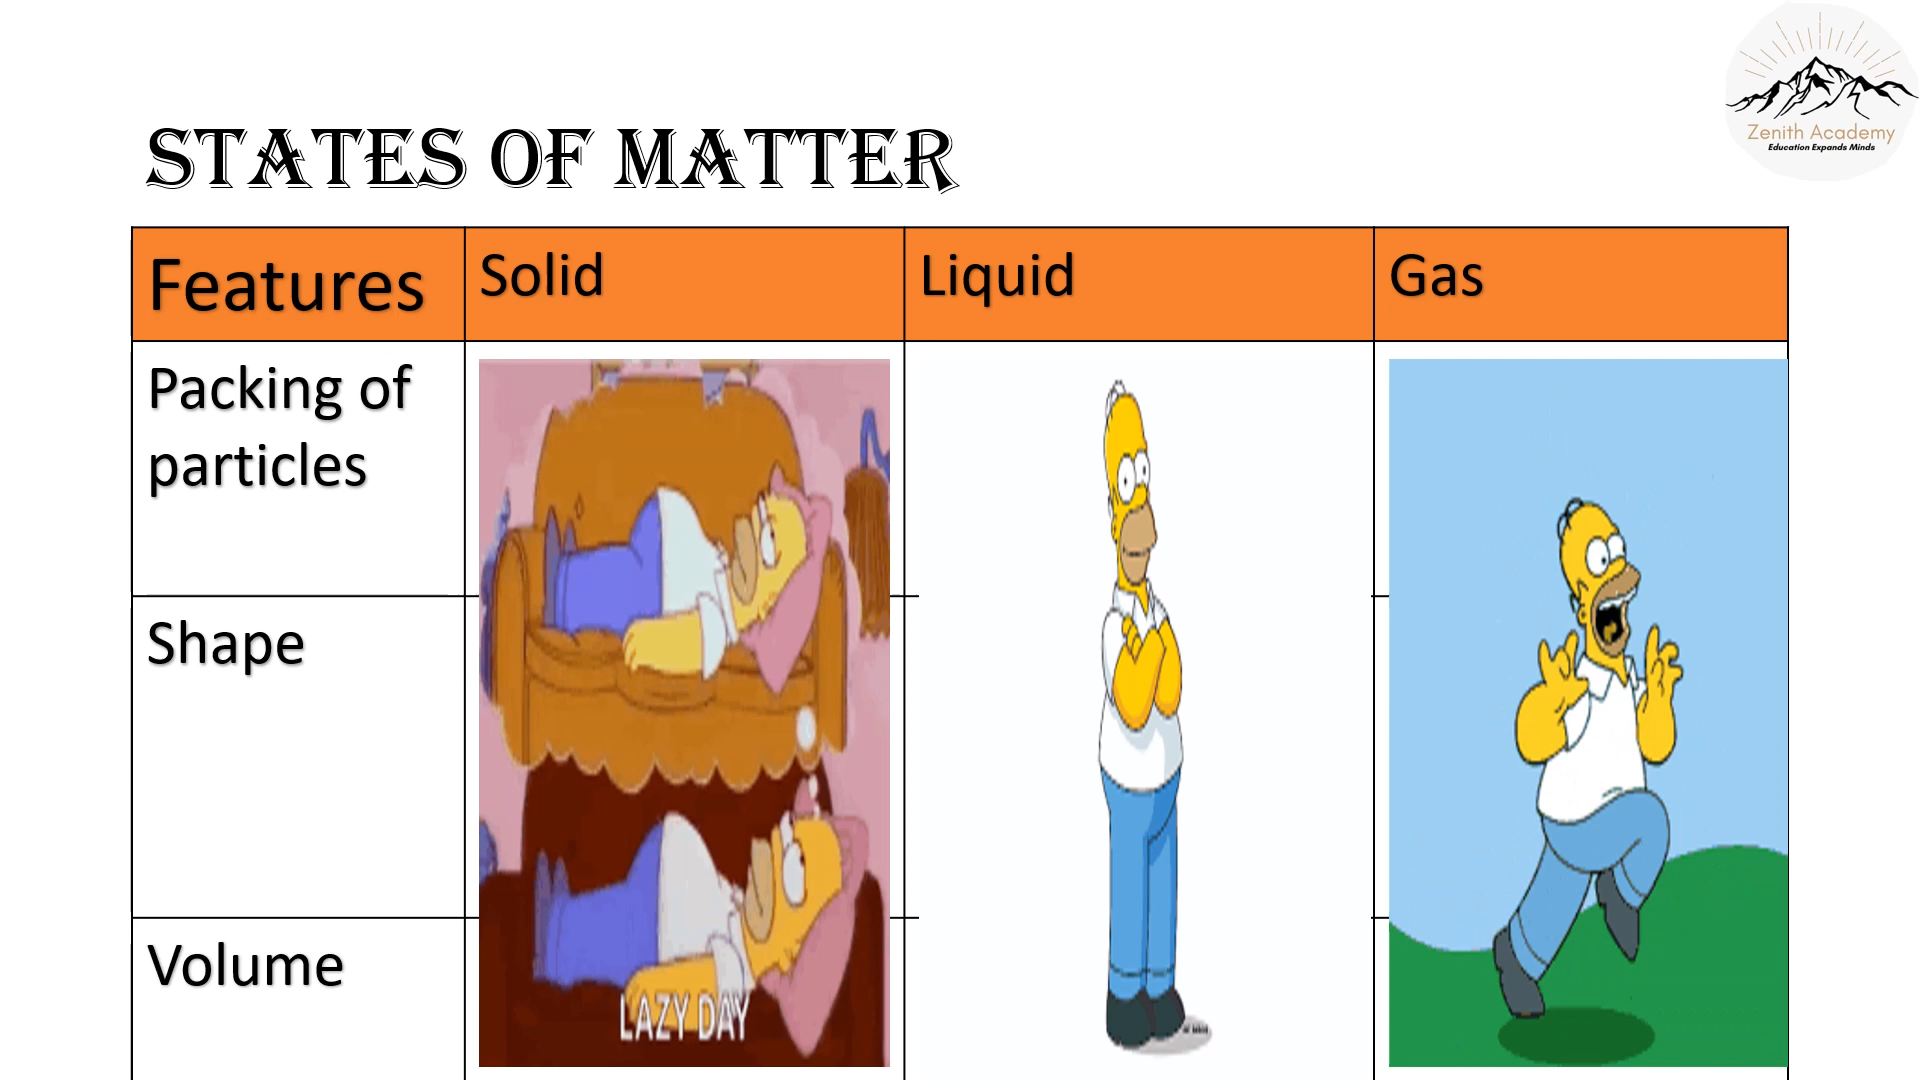 Zenith Academy
Education Expands Minds
STATES OF MATTER
Features Solid Liquid Gas
Packing of
particles
Shape
Volume
LAZY DAY